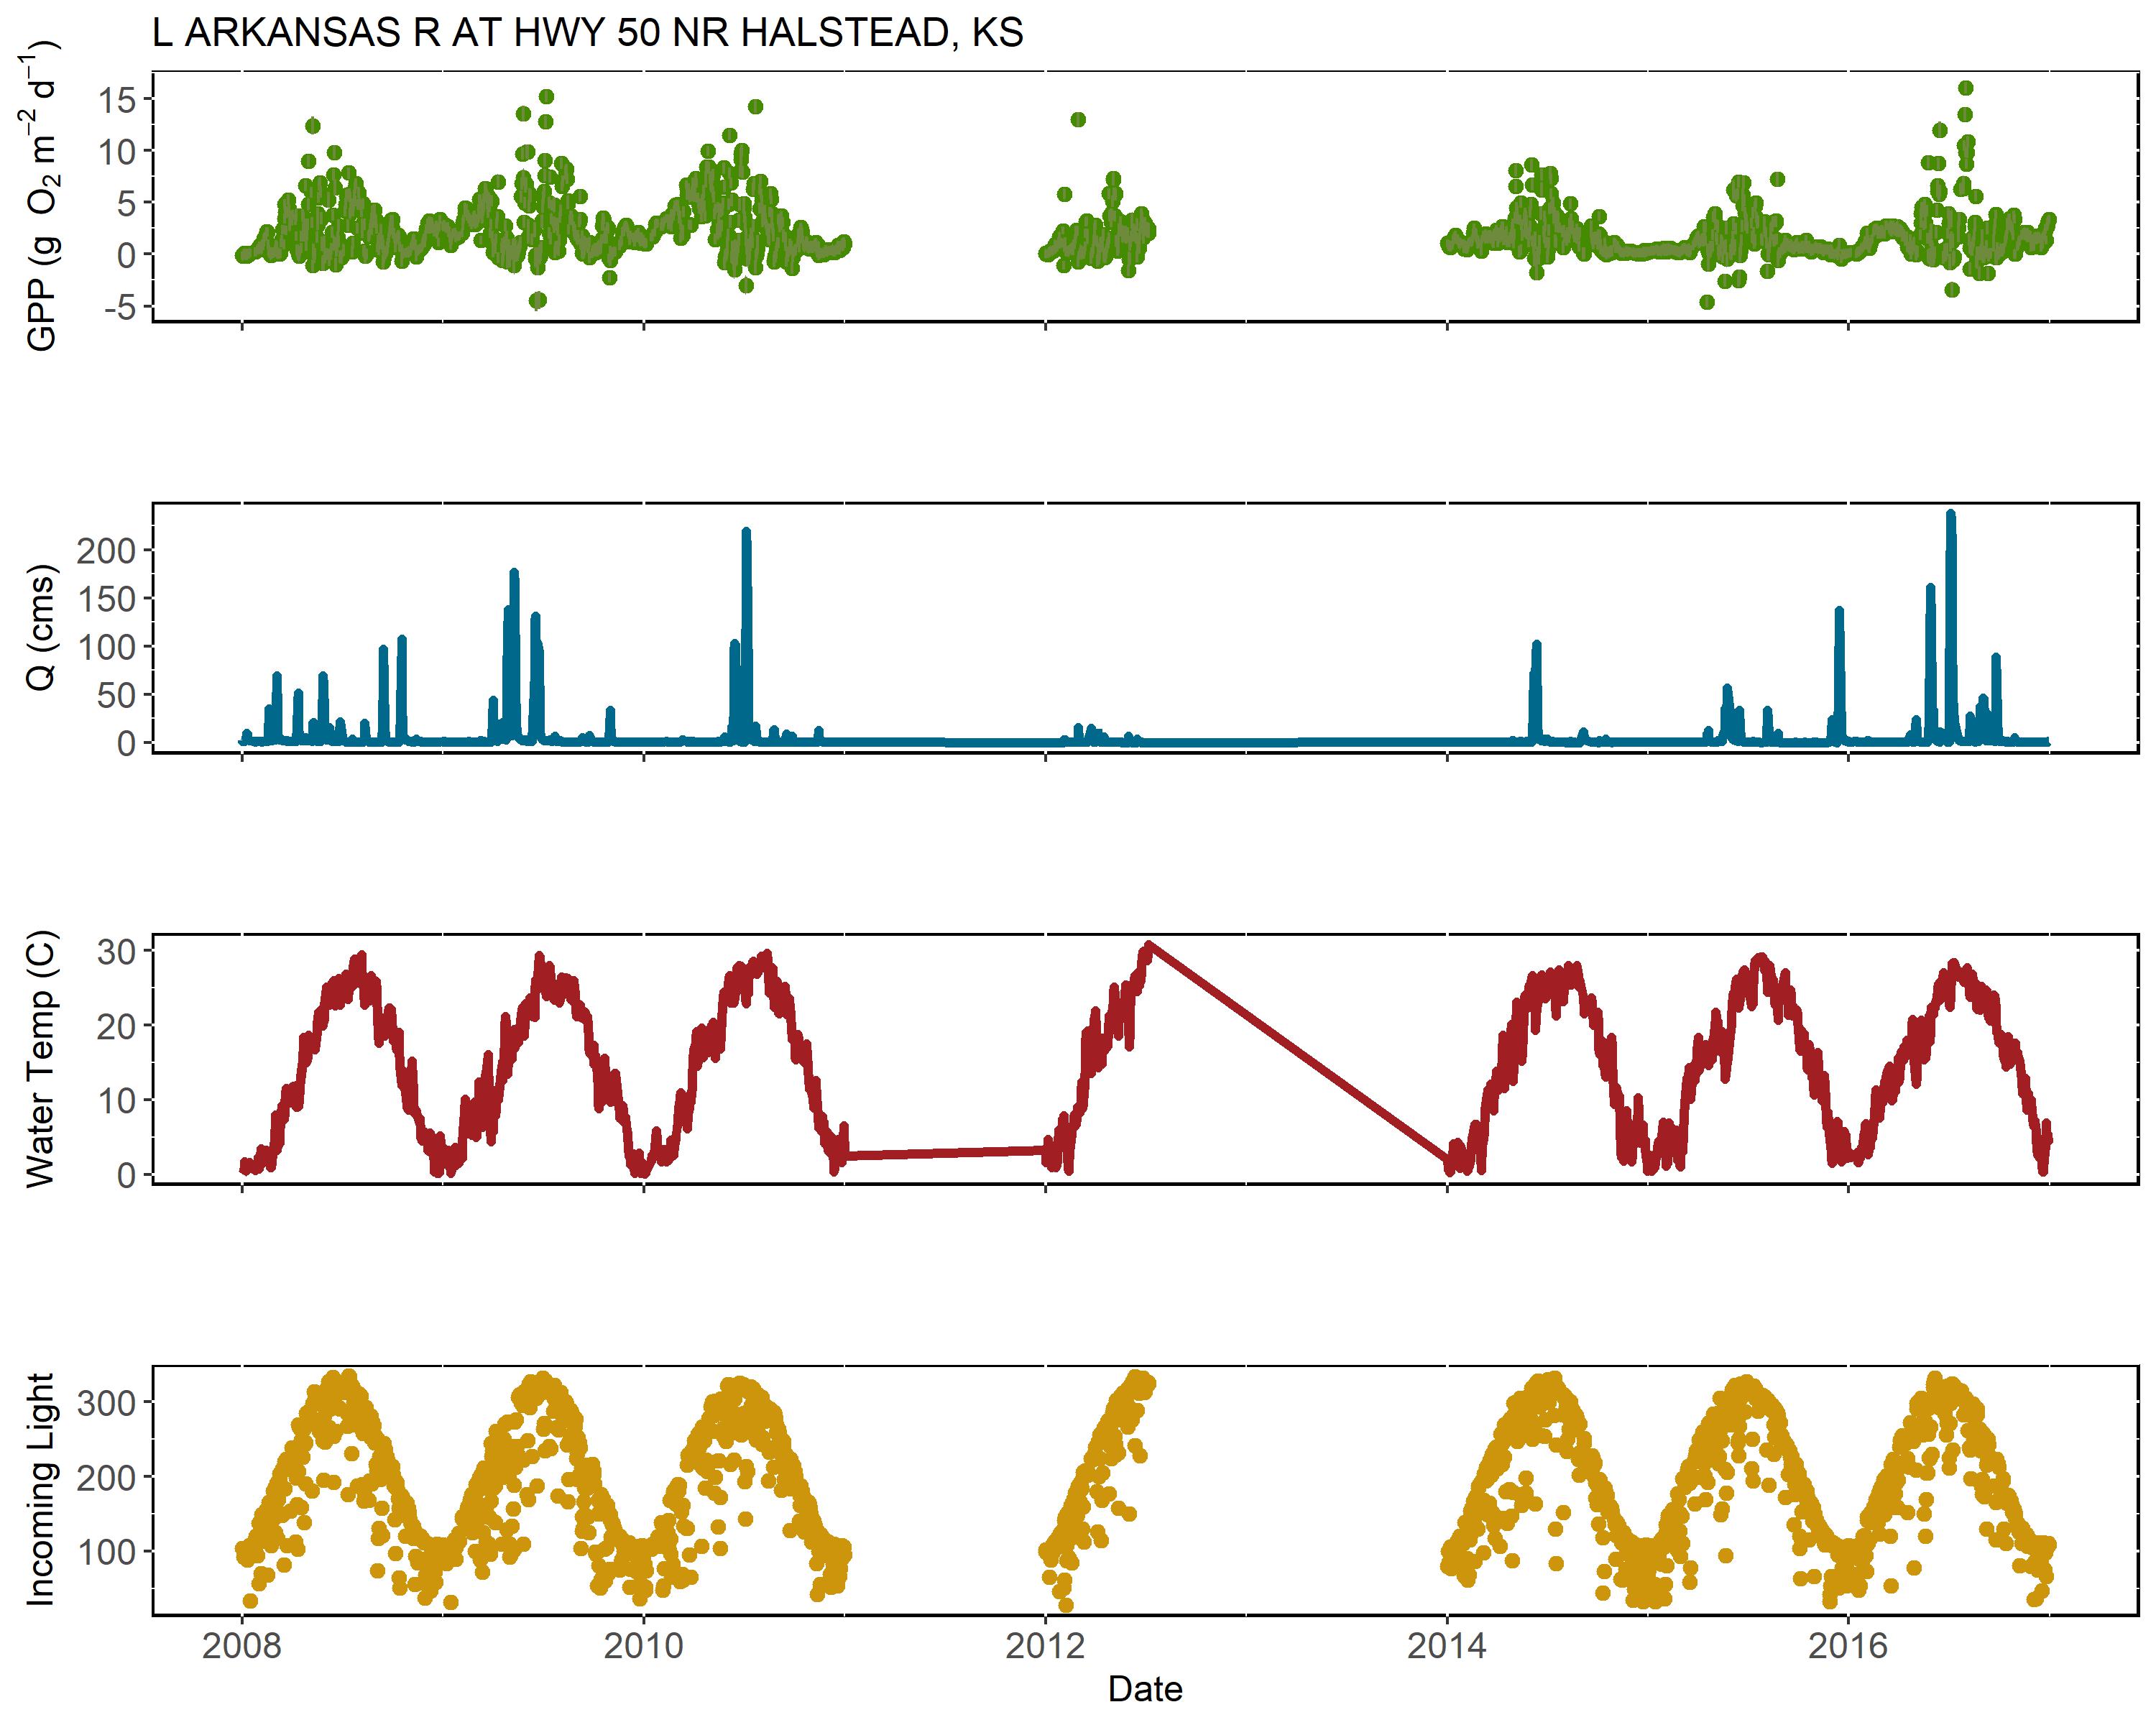 L ARKANSAS R AT HWY 50 NR HALSTEAD, KS
GPP (g O₂ m⁻² d⁻¹)
15
10
5
0
-5
Q (cms)
200
150
100
50
0
Water Temp (C)
30
20
10
0
Incoming Light
300
200
100
2008 2010 2012 2014 2016
Date